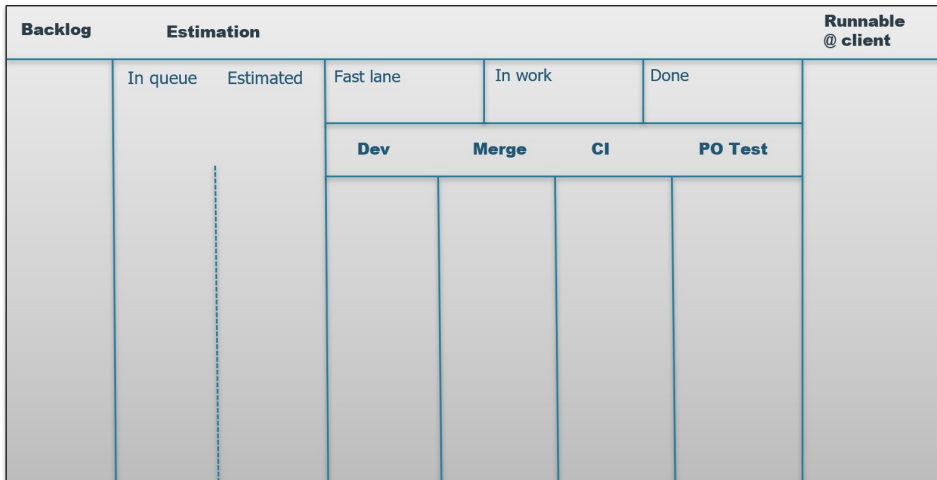 Backlog
Estimation
Runnable
@ client
In queue
Estimated
Fast lane
In work
Done
Dev
Merge
CI
PO Test